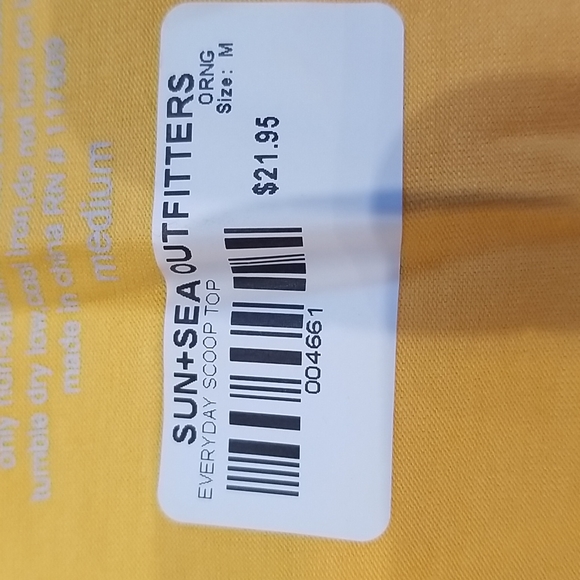 SUN+SEA OUTFITTERS
EVERYDAY SCOOP TOP
ORNG
Size: M
$21.95
004661
tumble dry low.cool iron.do not iron on
made in china RN #
medium